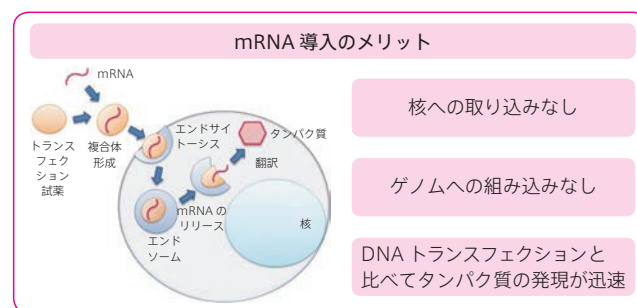 mRNA 導入のメリット
mRNA
トランス
フェク
ション
試薬
複合体
形成
エンドサイ
トーシス
エンド
ソーム
mRNA の
リリース
タンパク質
翻訳
核
核への取り込みなし
ゲノムへの組み込みなし
DNA トランスフェクションと
比べてタンパク質の発現が迅速